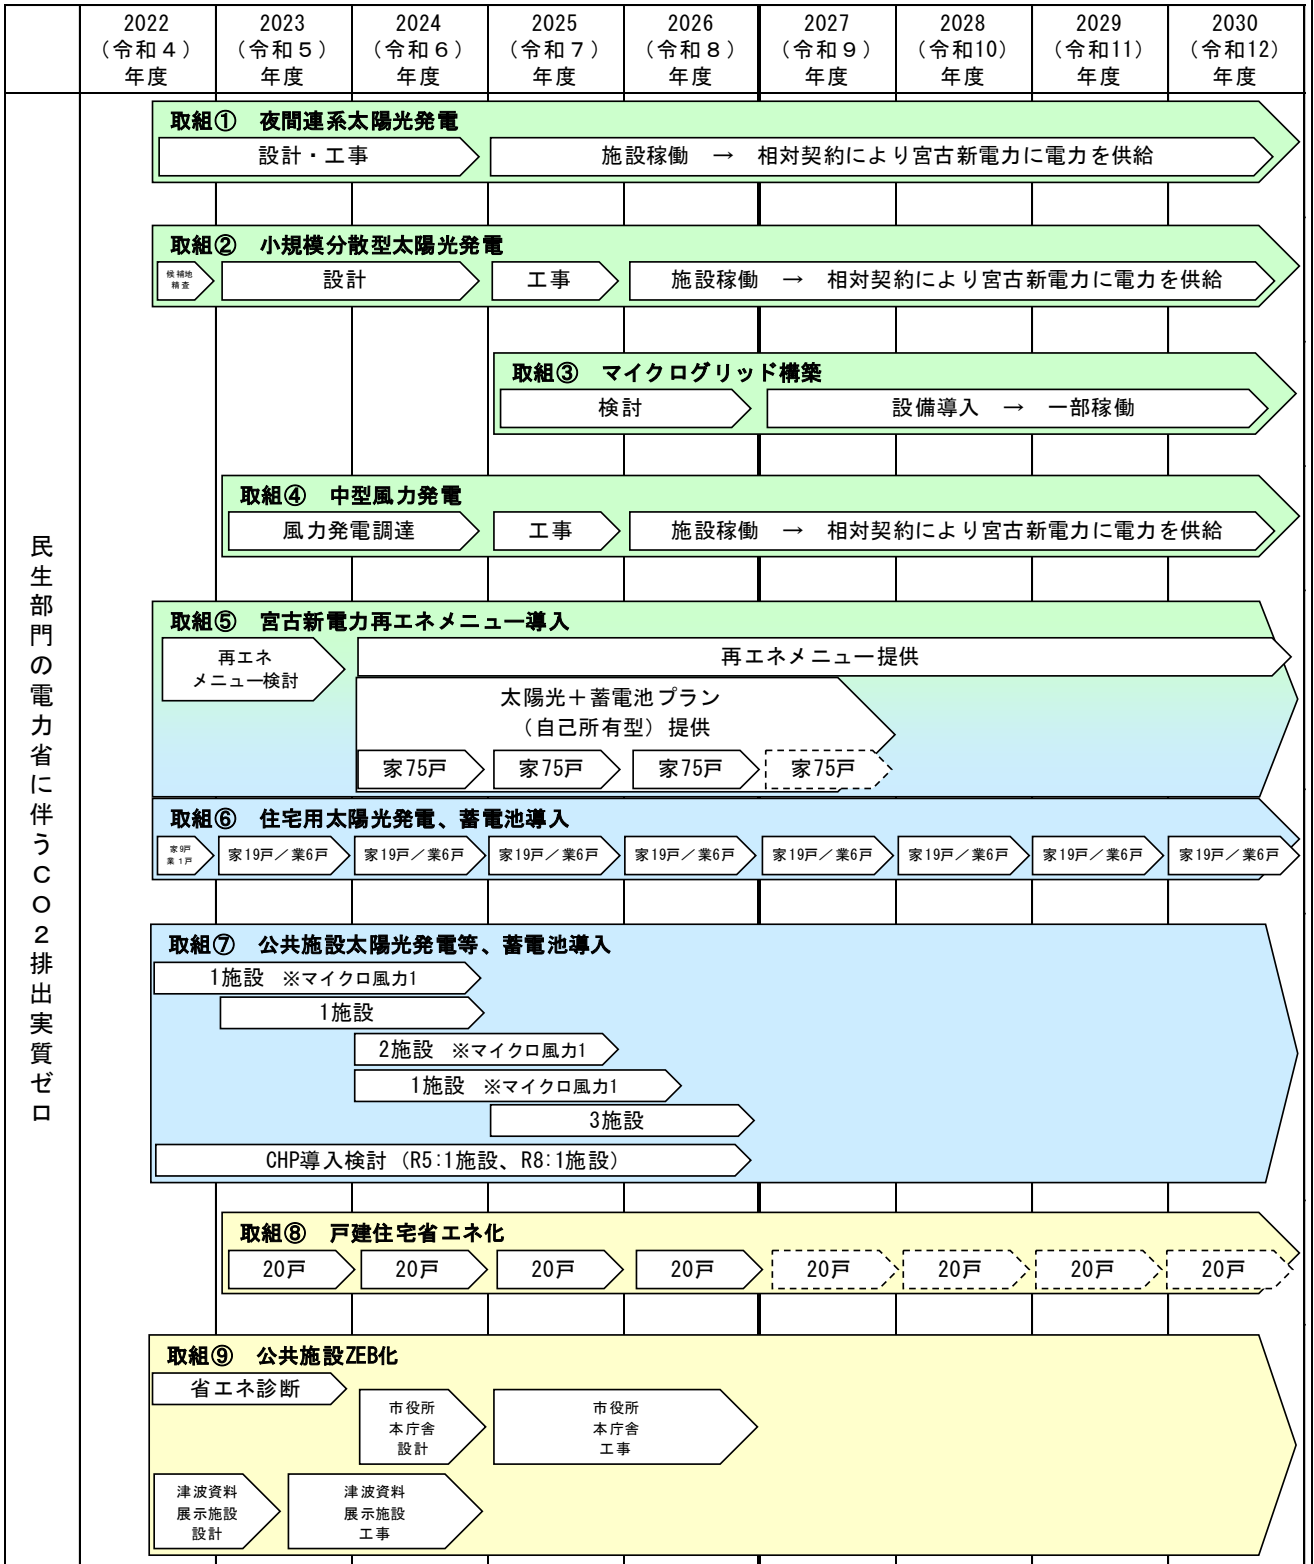 2022
（令和４）
年度
2023
（令和５）
年度
2024
（令和６）
年度
2025
（令和７）
年度
2026
（令和８）
年度
2027
（令和９）
年度
2028
（令和10）
年度
2029
（令和11）
年度
2030
（令和12）
年度
民生部門の電力省に伴うＣＯ２排出実質ゼロ
取組①　夜間連系太陽光発電
設計・工事
施設稼働　→　相対契約により宮古新電力に電力を供給
取組②　小規模分散型太陽光発電
候補地
精査
設計
工事
施設稼働　→　相対契約により宮古新電力に電力を供給
取組③　マイクログリッド構築
検討
設備導入　→　一部稼働
取組④　中型風力発電
風力発電調達
工事
施設稼働　→　相対契約により宮古新電力に電力を供給
取組⑤　宮古新電力再エネメニュー導入
再エネ
メニュー検討
再エネメニュー提供
太陽光＋蓄電池プラン
（自己所有型）提供
家75戸
家75戸
家75戸
家75戸
取組⑥　住宅用太陽光発電、蓄電池導入
家9戸
業１戸
家19戸／業6戸
家19戸／業6戸
家19戸／業6戸
家19戸／業6戸
家19戸／業6戸
家19戸／業6戸
家19戸／業6戸
家19戸／業6戸
取組⑦　公共施設太陽光発電等、蓄電池導入
1施設　※マイクロ風力1
1施設
2施設　※マイクロ風力1
1施設　※マイクロ風力1
3施設
CHP導入検討（R5:1施設、R8:1施設）
取組⑧　戸建住宅省エネ化
20戸
20戸
20戸
20戸
20戸
20戸
20戸
20戸
取組⑨　公共施設ZEB化
省エネ診断
市役所
本庁舎
設計
市役所
本庁舎
工事
津波資料
展示施設
設計
津波資料
展示施設
工事